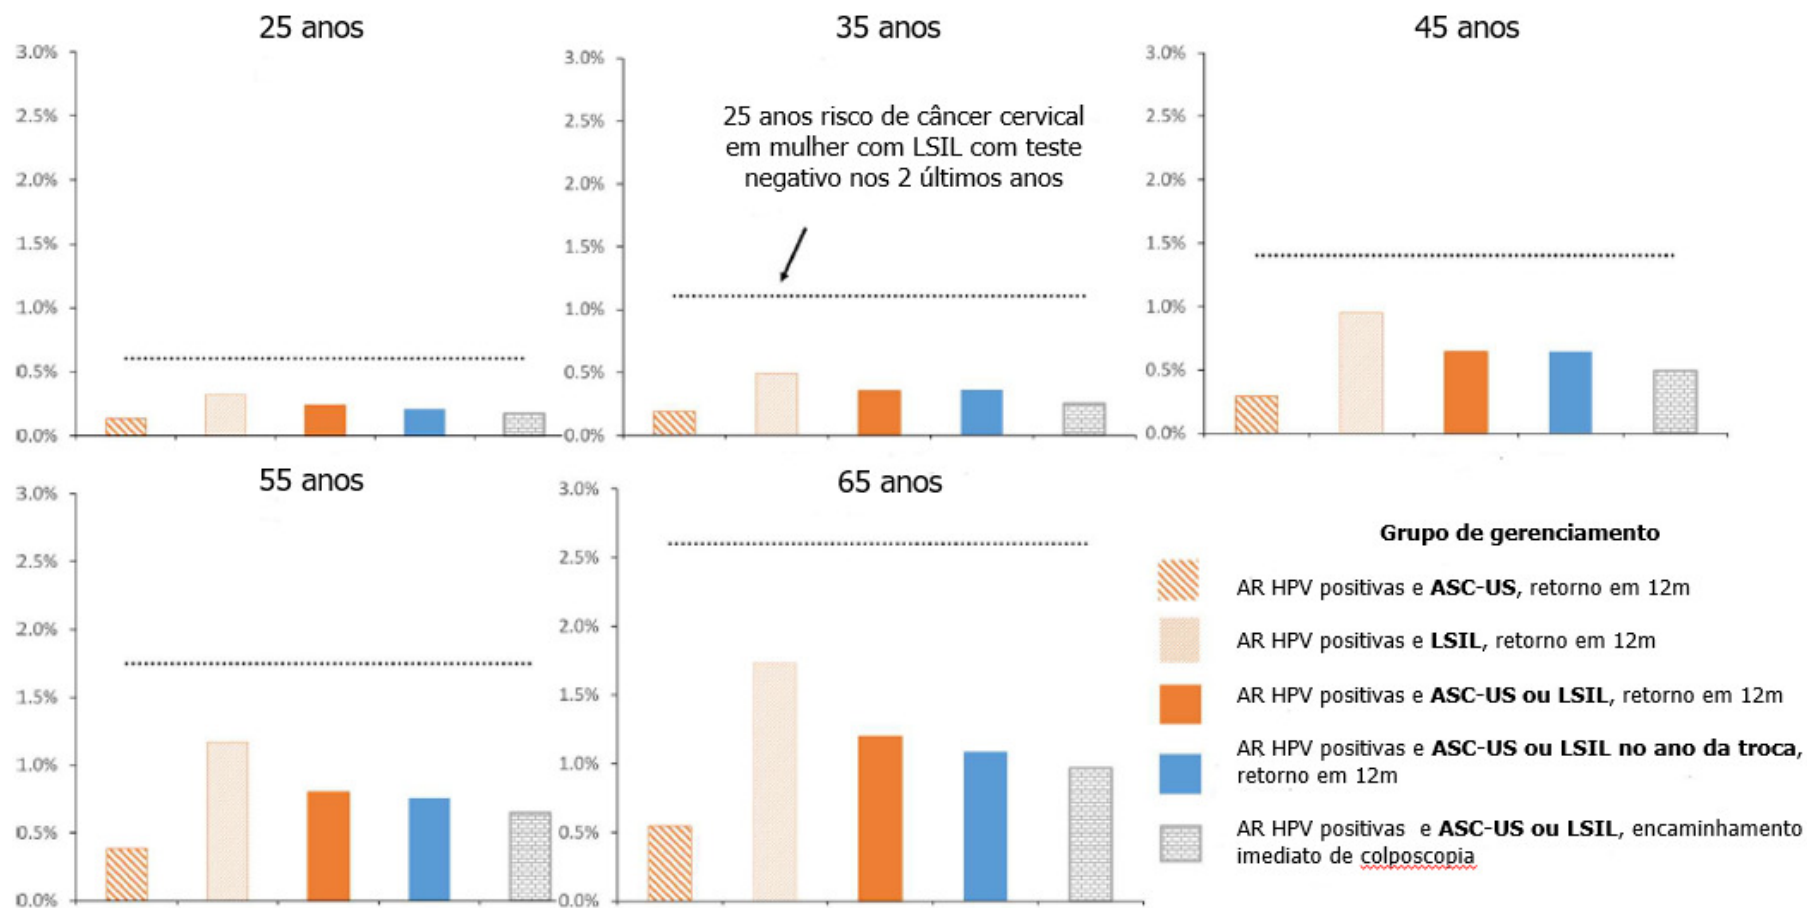 25 anos
3.0%
2.5%
2.0%
1.5%
1.0%
0.5%
0.0%
35 anos
3.0%
2.5%
2.0%
1.5%
1.0%
0.5%
0.0%
25 anos risco de câncer cervical
em mulher com LSIL com teste
negativo nos 2 últimos anos
45 anos
3.0%
2.5%
2.0%
1.5%
1.0%
0.5%
0.0%
55 anos
3.0%
2.5%
2.0%
1.5%
1.0%
0.5%
0.0%
65 anos
3.0%
2.5%
2.0%
1.5%
1.0%
0.5%
0.0%
Grupo de gerenciamento
AR HPV positivas e ASC-US, retorno em 12m
AR HPV positivas e LSIL, retorno em 12m
AR HPV positivas e ASC-US ou LSIL, retorno em 12m
AR HPV positivas e ASC-US ou LSIL no ano da troca,
retorno em 12m
AR HPV positivas e ASC-US ou LSIL, encaminhamento
imediato de colposcopia